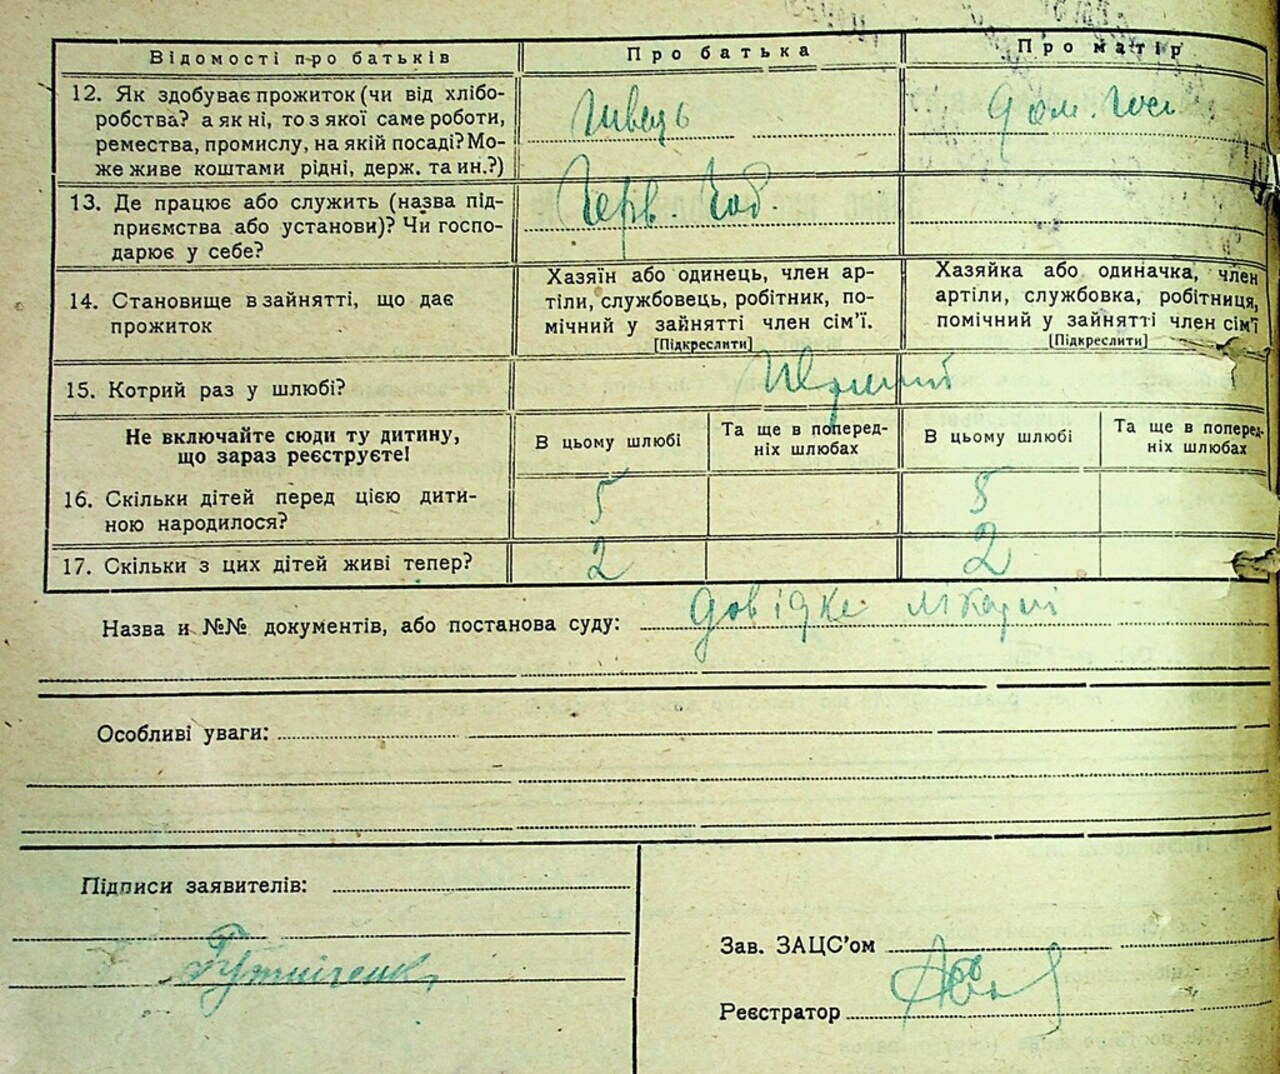 Відомості про батьків
Про батька
Про матір
12. Як здобуває прожиток (чи від хлібо-
робства? а як ні, то з якої саме роботи,
ремества, промислу, на якій посаді? Мо-
же живе коштами рідні, держ. та ин.?)
Швець
Дом. Гос
13. Де працює або служить (назва під-
приємства або установи)? Чи госпо-
дарює у себе?
14. Становище в зайнятті, що дає
прожиток
Хазяїн або одинець, член ар-
тіли, службовець, робітник, по-
мічний у зайнятті член сім'ї.
[Підкреслити]
Хазяйка або одиначка, член
артіли, службовка, робітниця,
помічний у зайнятті член сім'ї
[Підкреслити]
15. Котрий раз у шлюбі?
Не включайте сюди ту дитину,
що зараз реєструєте!
В цьому шлюбі
Та ще в поперед-
ніх шлюбах
В цьому шлюбі
Та ще в поперед-
ніх шлюбах
16. Скільки дітей перед цією дити-
ною народилося?
5
5
17. Скільки з цих дітей живі тепер?
2
2
Назва и №№ документів, або постанова суду: Довідке лікарні
Особливі уваги:
Підписи заявителів:
Зав. ЗАЦС'ом
Реєстратор